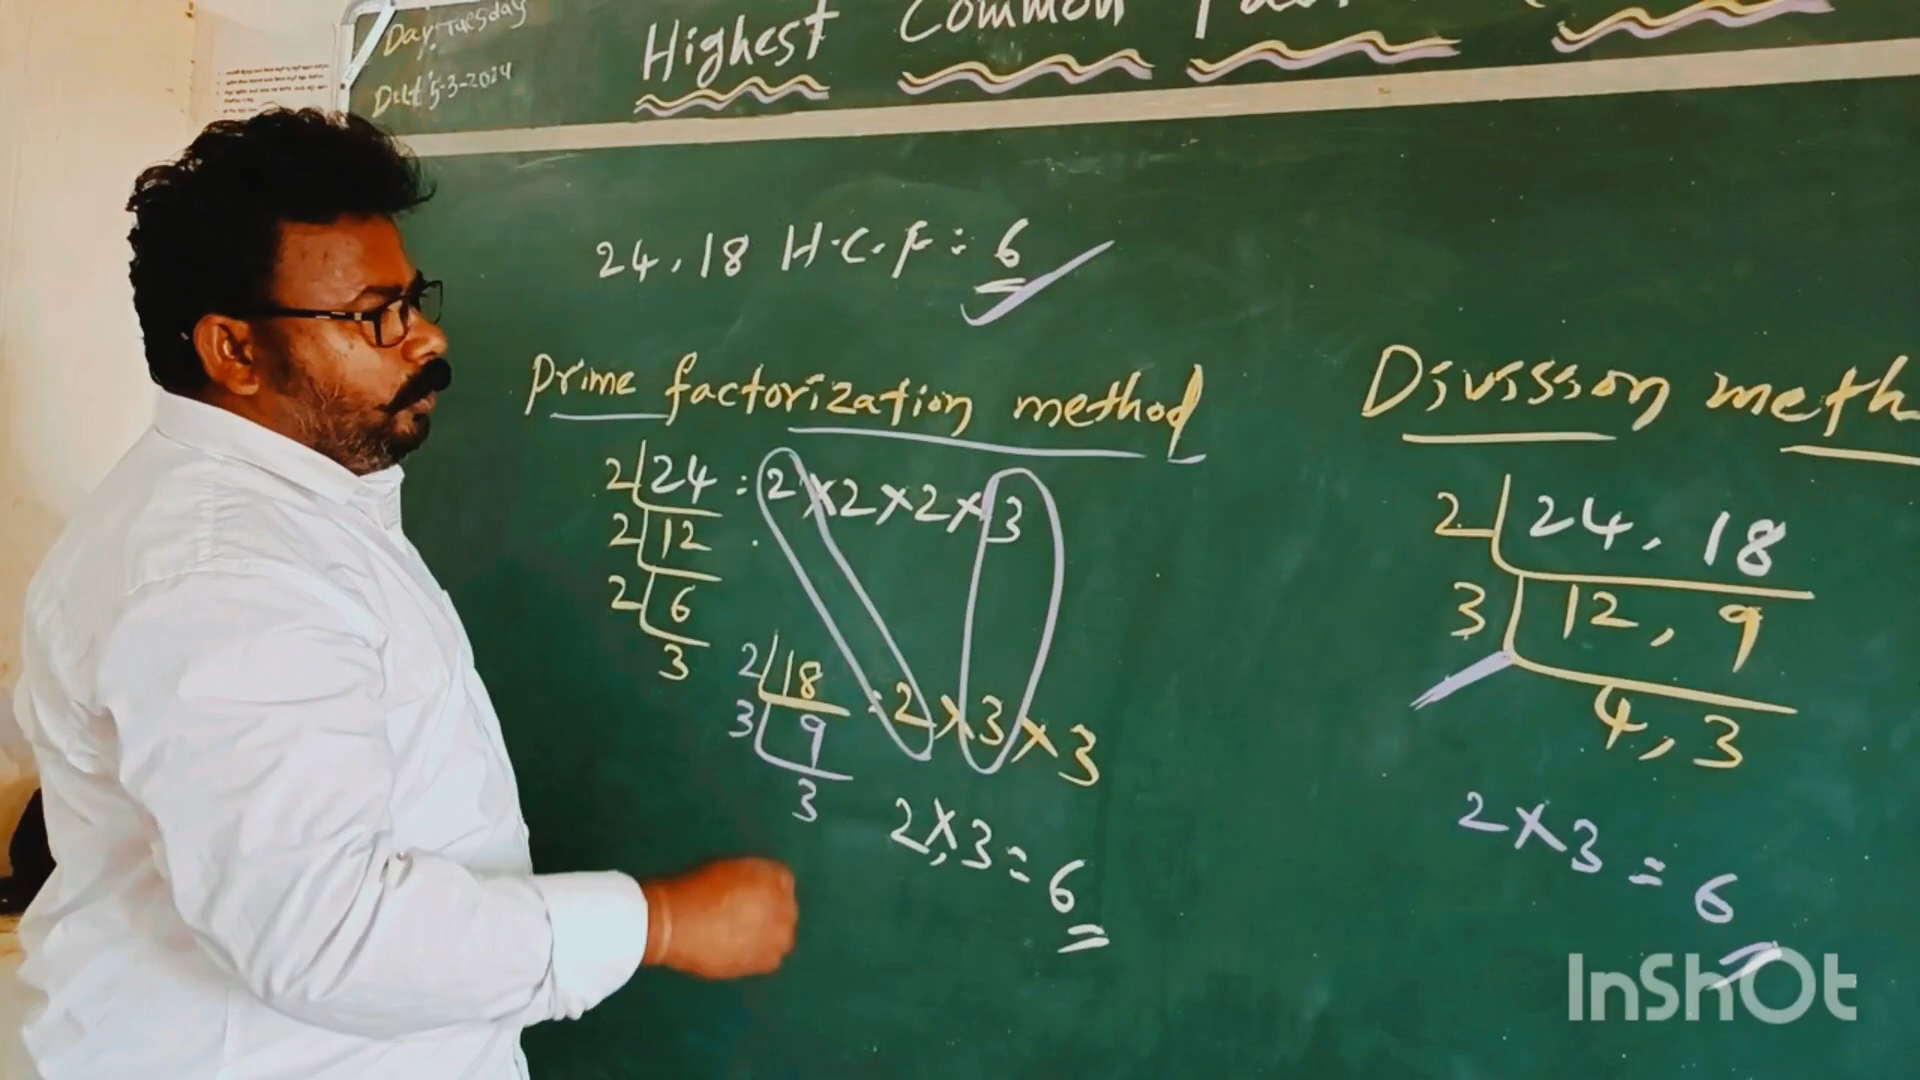 Day: Tuesday
Date: 5-3-2024
Highest Common
24, 18 H.C.F = 6
Prime factorization method
2 24 = 2 × 2 × 2 × 3
2 12
2 6
3
2 18 = 2 × 3 × 3
3 9
3
2 × 3 = 6
Division meth
2 24, 18
3 12, 9
4, 3
2 × 3 = 6
InShOt